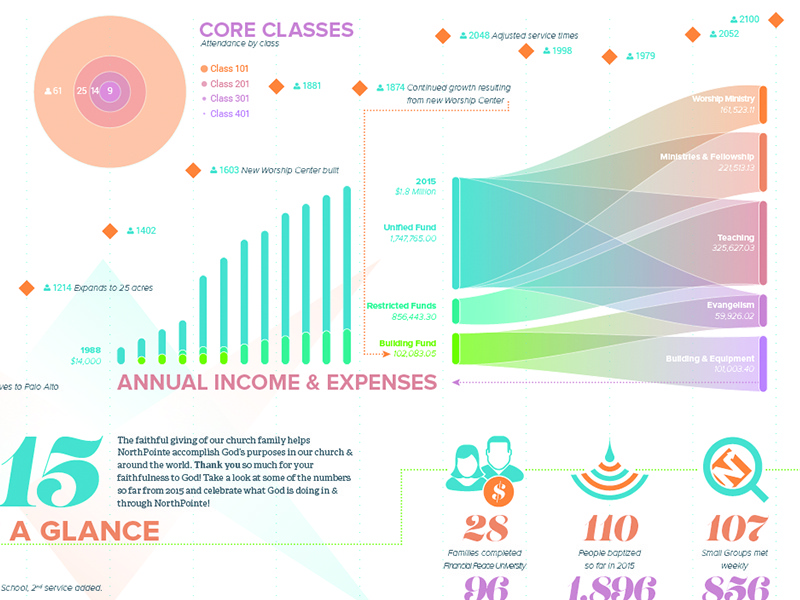 CORE CLASSES
Attendance by class
Class 101
Class 201
Class 301
Class 401
61
25
14
9
2048 Adjusted service times
1998
1979
2052
2100
1881
1874 Continued growth resulting
from new Worship Center
1603 New Worship Center built
1402
1214 Expands to 25 acres
1988
$14,000
2015
$1.8 Million
Unified Fund
1,747,765.00
Restricted Funds
856,443.30
Building Fund
102,083.05
Worship Ministry
161,523.11
Ministries & Fellowship
221,513.13
Teaching
325,627.03
Evangelism
59,926.02
Building & Equipment
101,003.40
ANNUAL INCOME & EXPENSES
ves to Palo Alto
15
A GLANCE
The faithful giving of our church family helps
NorthPointe accomplish God's purposes in our church &
around the world. Thank you so much for your
faithfulness to God! Take a look at some of the numbers
so far from 2015 and celebrate what God is doing in &
through NorthPointe!
$
N
28
Families completed
Financial Peace University
110
People baptized
so far in 2015
107
Small Groups met
weekly
96
1,896
856
School, 2nd service added.